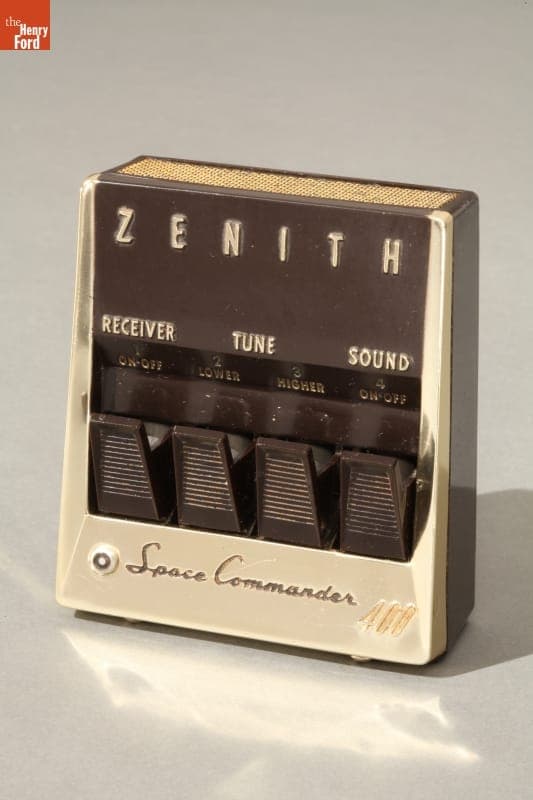 the
Henry
Ford
ZENITH
RECEIVER TUNE SOUND
1 2 3 4
ON·OFF LOWER HIGHER ON·OFF
Space Commander 400